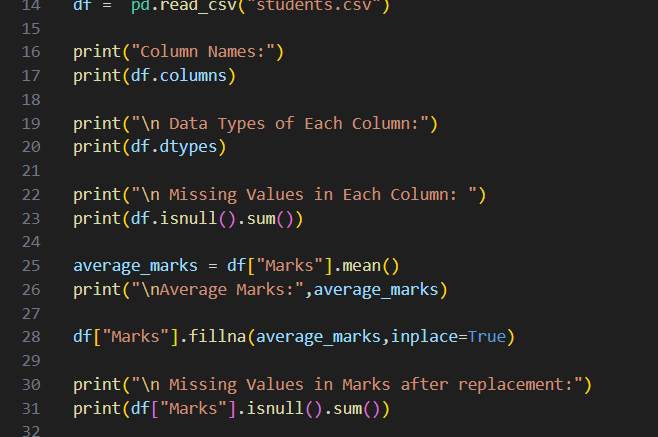 14 df = pd.read_csv("students.csv")
15
16 print("Column Names:")
17 print(df.columns)
18
19 print("\n Data Types of Each Column:")
20 print(df.dtypes)
21
22 print("\n Missing Values in Each Column: ")
23 print(df.isnull().sum())
24
25 average_marks = df["Marks"].mean()
26 print("\nAverage Marks:",average_marks)
27
28 df["Marks"].fillna(average_marks,inplace=True)
29
30 print("\n Missing Values in Marks after replacement:")
31 print(df["Marks"].isnull().sum())
32